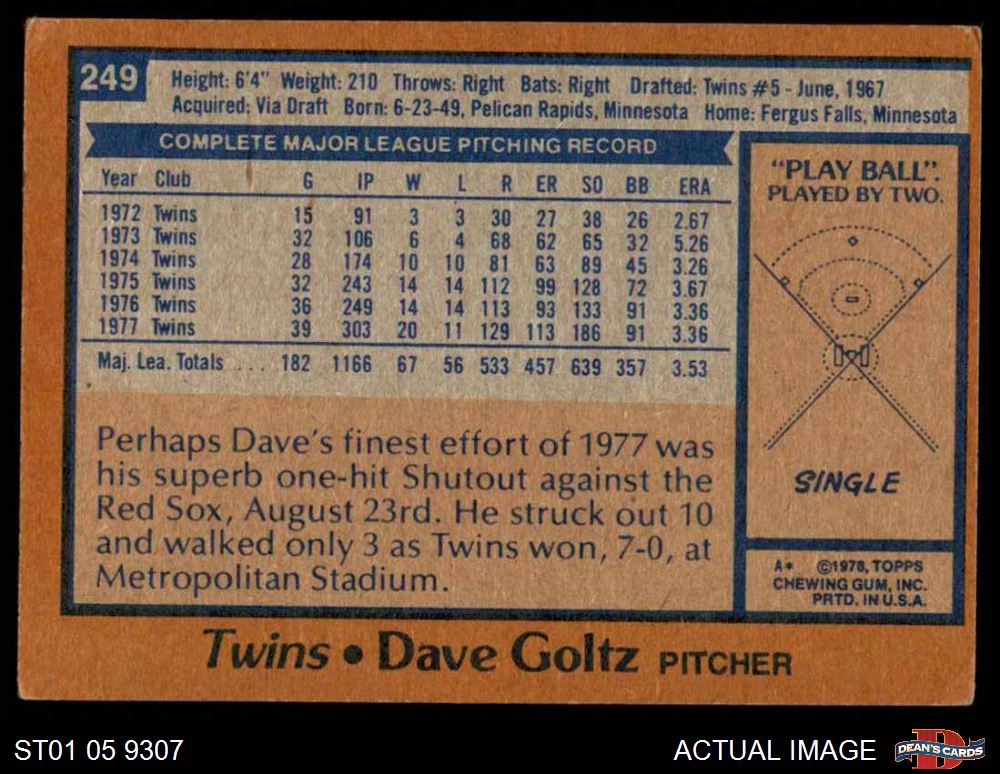 249
Height: 6'4" Weight: 210 Throws: Right Bats: Right Drafted: Twins #5 - June, 1967
Acquired: Via Draft Born: 6-23-49, Pelican Rapids, Minnesota Home: Fergus Falls, Minnesota
COMPLETE MAJOR LEAGUE PITCHING RECORD
Year Club G IP W L R ER SO BB ERA
1972 Twins 15 91 3 3 30 27 38 26 2.67
1973 Twins 32 106 6 4 68 62 65 32 5.26
1974 Twins 28 174 10 10 81 63 89 45 3.26
1975 Twins 32 243 14 14 112 99 128 72 3.67
1976 Twins 36 249 14 14 113 93 133 91 3.36
1977 Twins 39 303 20 11 129 113 186 91 3.36
Maj. Lea. Totals .... 182 1166 67 56 533 457 639 357 3.53
Perhaps Dave's finest effort of 1977 was
his superb one-hit Shutout against the
Red Sox, August 23rd. He struck out 10
and walked only 3 as Twins won, 7-0, at
Metropolitan Stadium.
"PLAY BALL":
PLAYED BY TWO.
SINGLE
A* ©1978, TOPPS
CHEWING GUM, INC.
PRTD. IN U.S.A.
Twins • Dave Goltz PITCHER
ST01 05 9307
ACTUAL IMAGE
D
DEAN'S CARDS